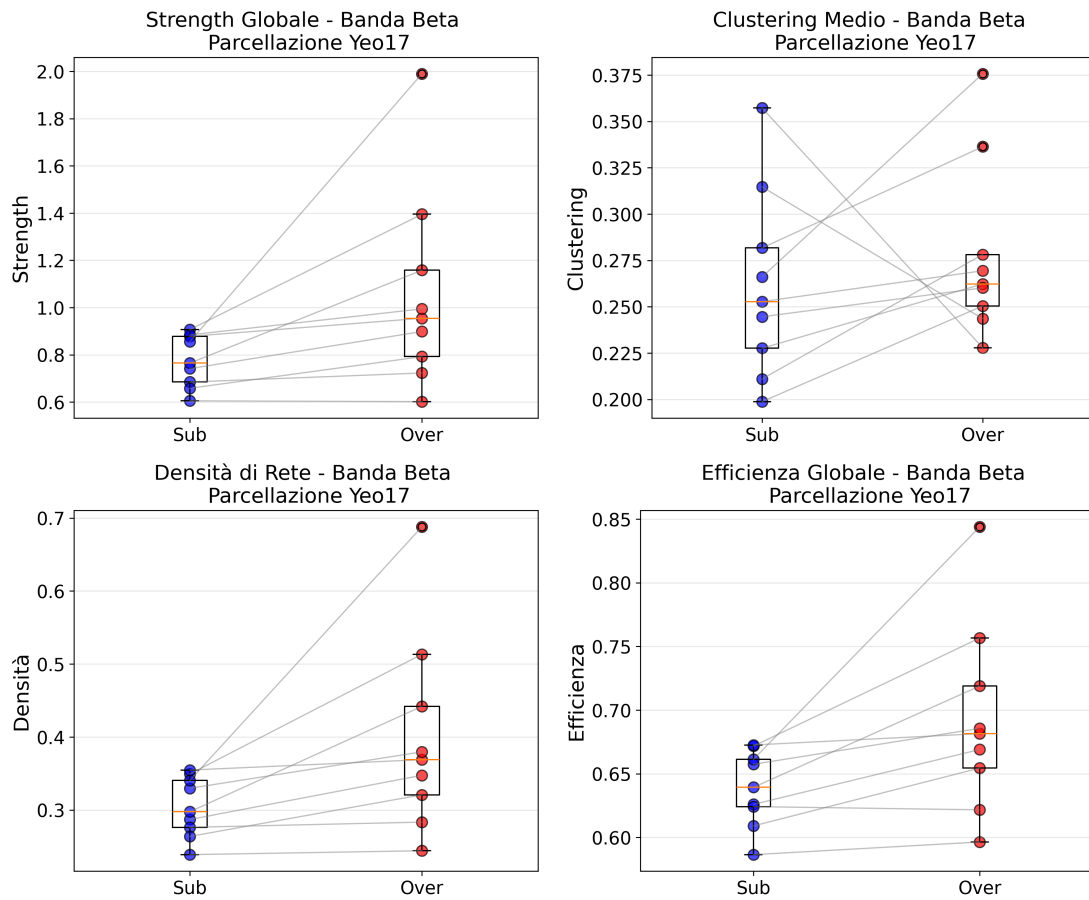 Strength Globale - Banda Beta
Parcellazione Yeo17
Strength
2.0
1.8
1.6
1.4
1.2
1.0
0.8
0.6
Sub
Over
Clustering Medio - Banda Beta
Parcellazione Yeo17
Clustering
0.375
0.350
0.325
0.300
0.275
0.250
0.225
0.200
Sub
Over
Densità di Rete - Banda Beta
Parcellazione Yeo17
Densità
0.7
0.6
0.5
0.4
0.3
Sub
Over
Efficienza Globale - Banda Beta
Parcellazione Yeo17
Efficienza
0.85
0.80
0.75
0.70
0.65
0.60
Sub
Over